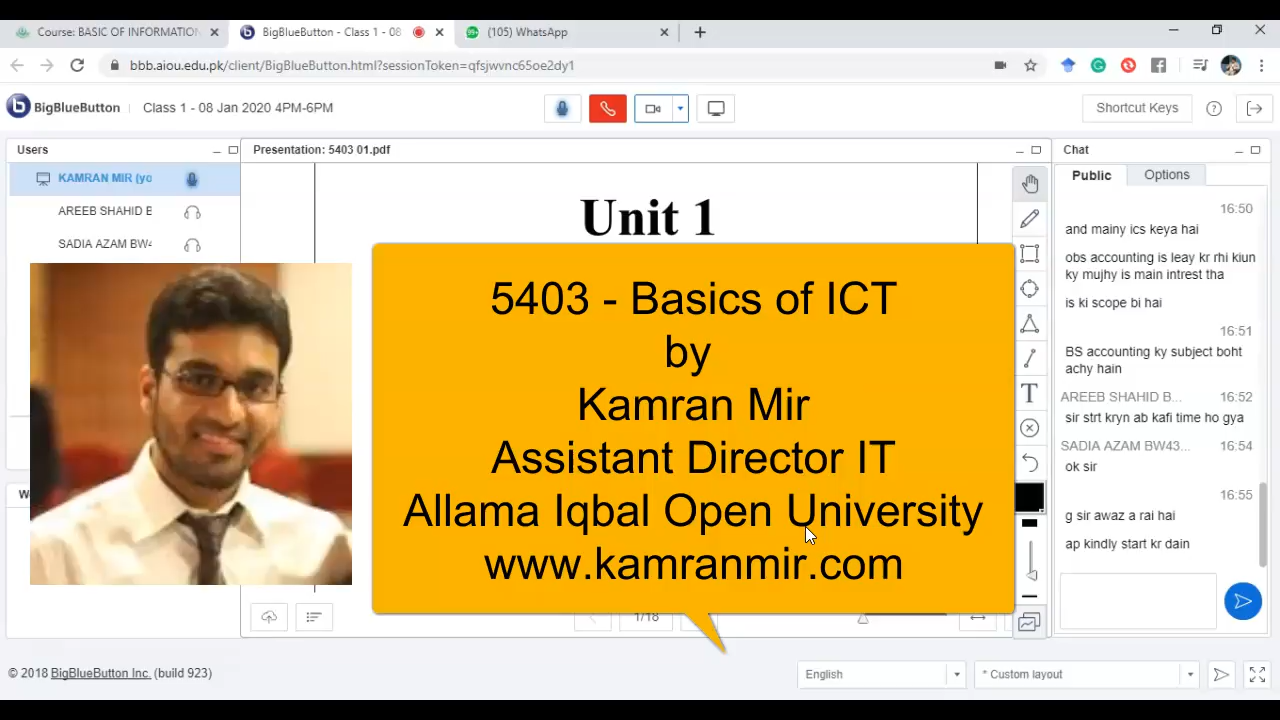 Course: BASIC OF INFORMATION
BigBlueButton - Class 1 - 08
(105) WhatsApp
bbb.aiou.edu.pk/client/BigBlueButton.html?sessionToken=qfsjwvnc65oe2dy1
BigBlueButton
Class 1 - 08 Jan 2020 4PM-6PM
Shortcut Keys
Users
KAMRAN MIR (yo
AREEB SHAHID B
SADIA AZAM BW4
Presentation: 5403 01.pdf
Unit 1
5403 - Basics of ICT
by
Kamran Mir
Assistant Director IT
Allama Iqbal Open University
www.kamranmir.com
1/18
Chat
Public
Options
16:50
and mainy ics keya hai
obs accounting is leay kr rhi kiun
ky mujhy is main intrest tha
is ki scope bi hai
16:51
BS accounting ky subject boht
achy hain
AREEB SHAHID B... 16:52
sir strt kryn ab kafi time ho gya
SADIA AZAM BW43... 16:54
ok sir
16:55
g sir awaz a rai hai
ap kindly start kr dain
© 2018 BigBlueButton Inc. (build 923)
English
* Custom layout